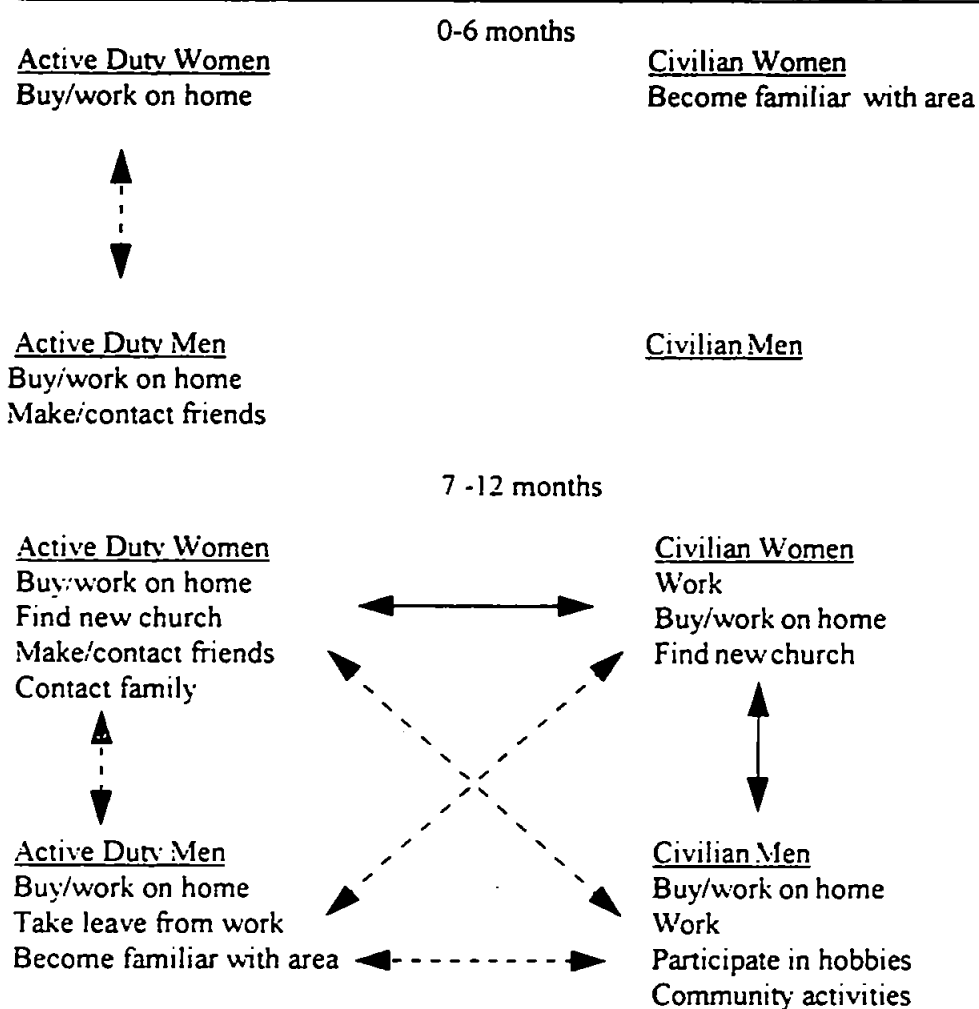 0-6 months
Active Duty Women
Buy/work on home
Civilian Women
Become familiar with area
Active Duty Men
Buy/work on home
Make/contact friends
Civilian Men
7 -12 months
Active Duty Women
Buy/work on home
Find new church
Make/contact friends
Contact family
Civilian Women
Work
Buy/work on home
Find new church
Active Duty Men
Buy/work on home
Take leave from work
Become familiar with area
Civilian Men
Buy/work on home
Work
Participate in hobbies
Community activities